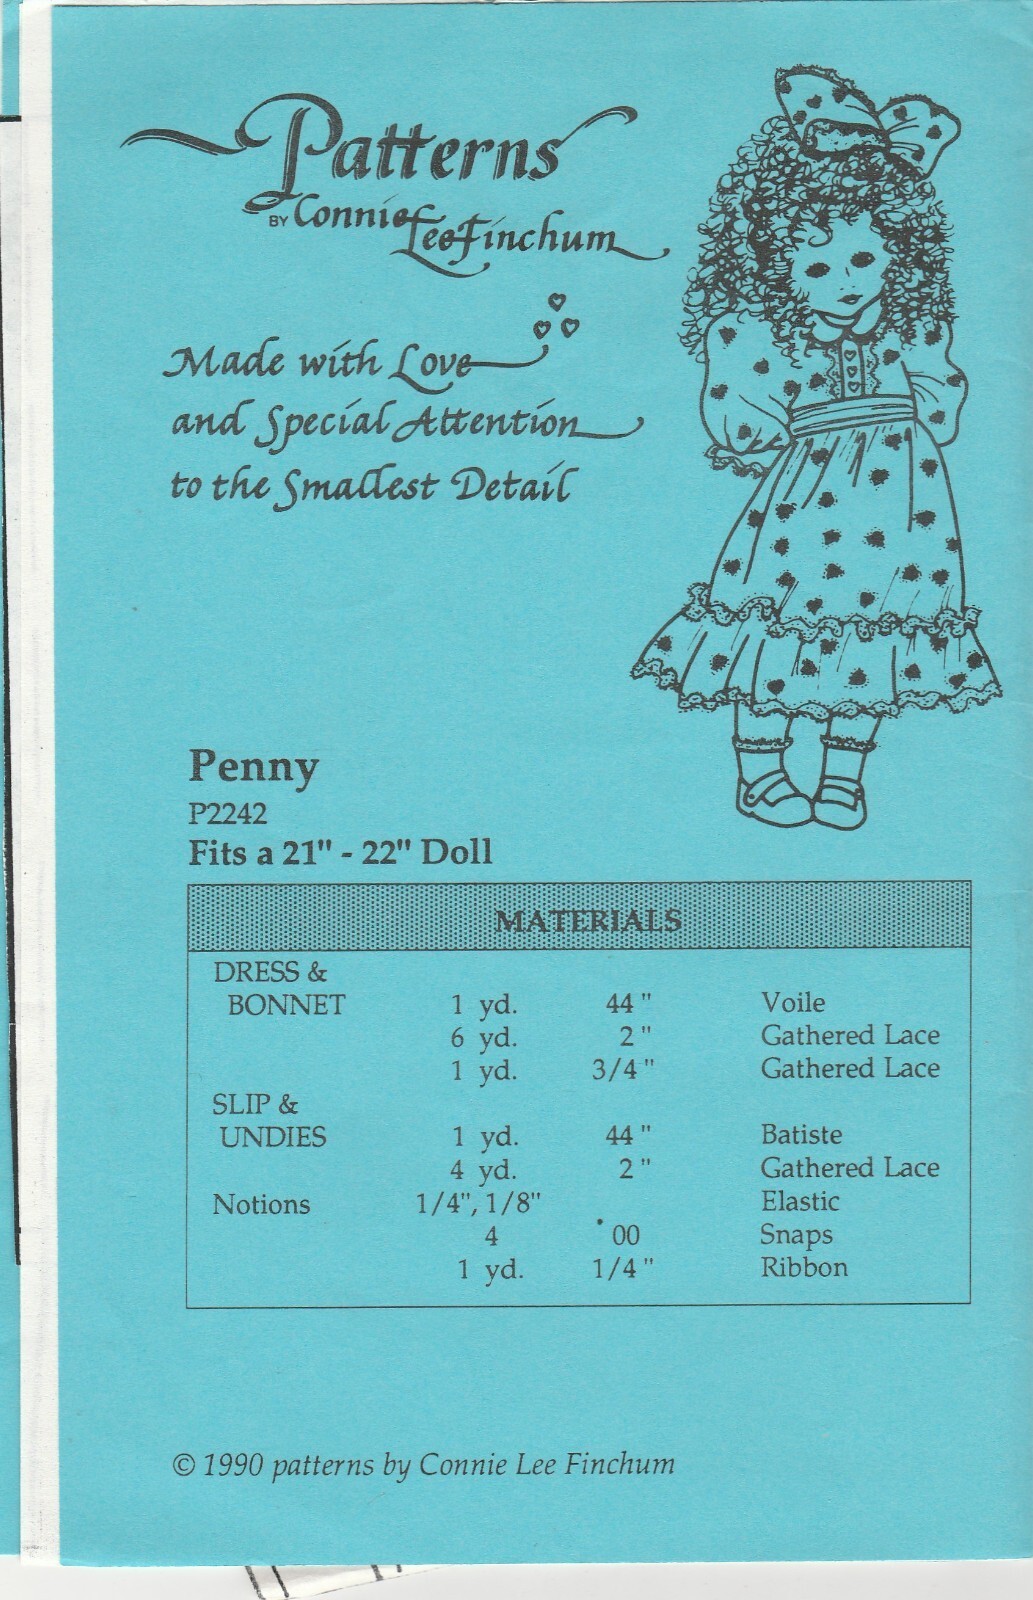 Patterns
BY Connie Lee Finchum
Made with Love
and Special Attention
to the Smallest Detail
Penny
P2242
Fits a 21" - 22" Doll
MATERIALS
DRESS &
BONNET 1 yd. 44" Voile
6 yd. 2" Gathered Lace
1 yd. 3/4" Gathered Lace
SLIP &
UNDIES 1 yd. 44" Batiste
4 yd. 2" Gathered Lace
Notions 1/4", 1/8" Elastic
4 00 Snaps
1 yd. 1/4" Ribbon
© 1990 patterns by Connie Lee Finchum